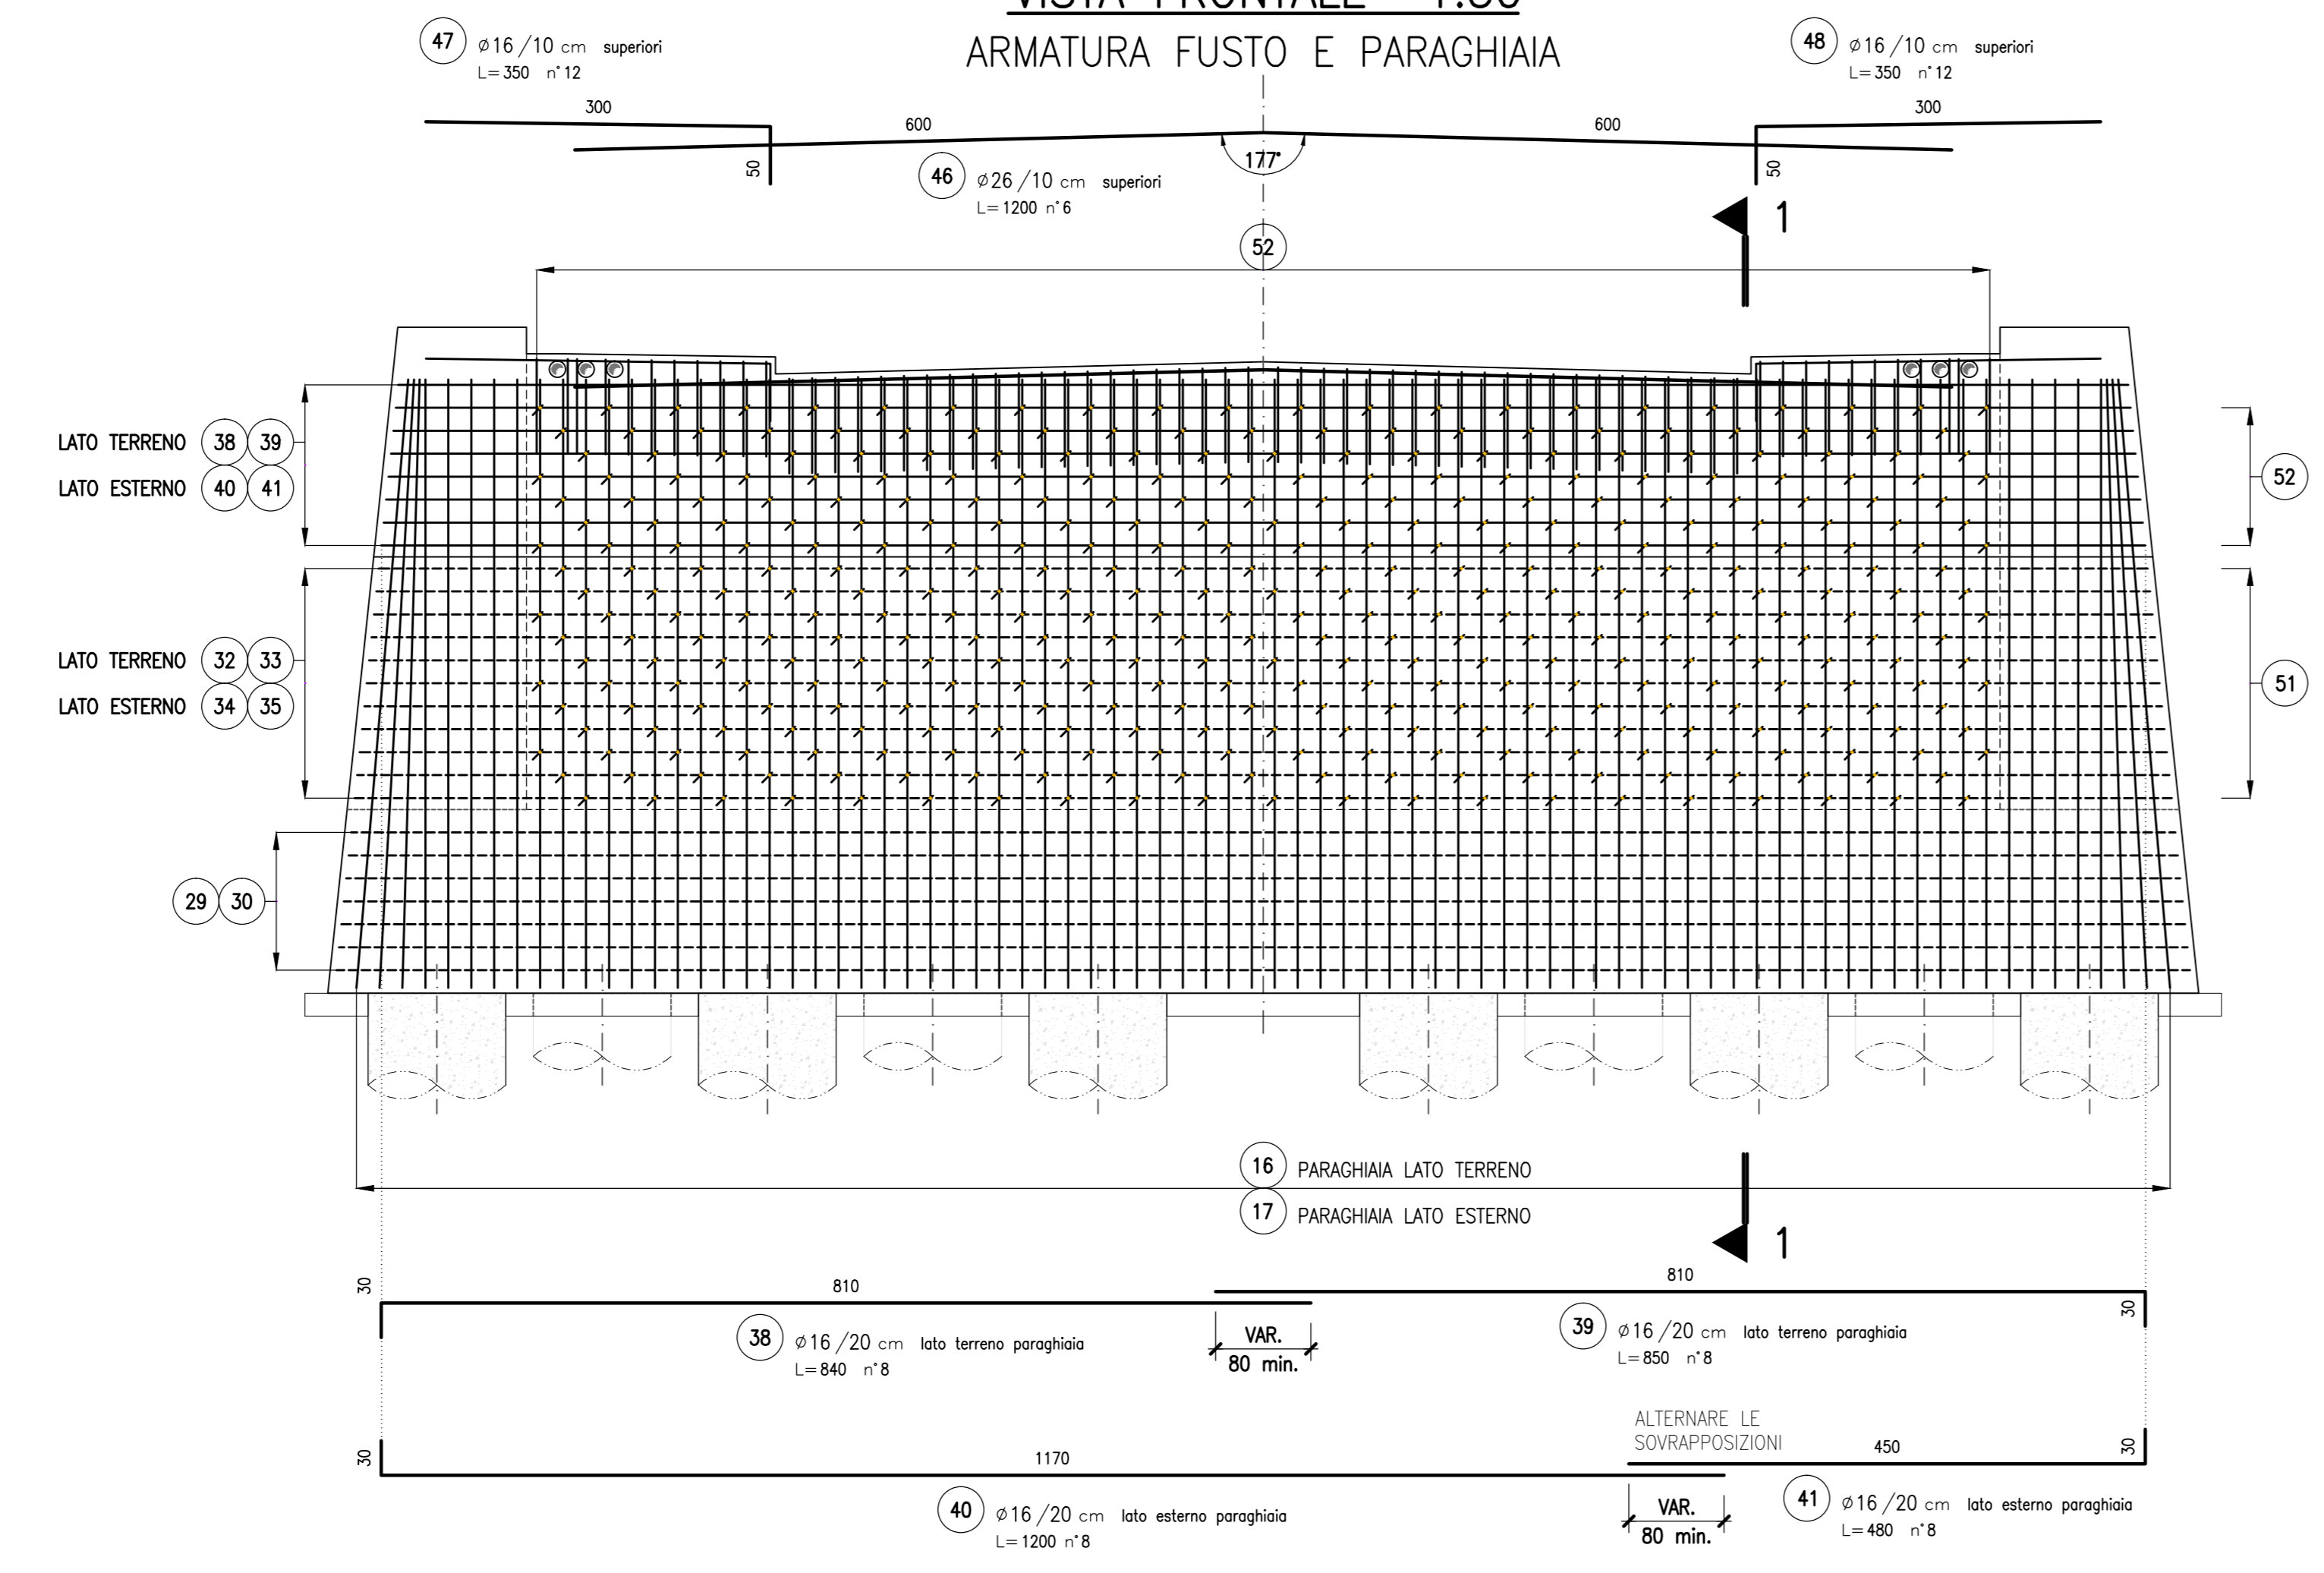 VISTA FRONTALE 1:50
ARMATURA FUSTO E PARAGHIAIA
47 ø16/10 cm superiori
L=350 n°12
48 ø16/10 cm superiori
L=350 n°12
300
600
600
300
50
177°
50
46 ø26/10 cm superiori
L=1200 n°6
1
52
LATO TERRENO 38 39
LATO ESTERNO 40 41
52
LATO TERRENO 32 33
LATO ESTERNO 34 35
51
29 30
16 PARAGHIAIA LATO TERRENO
17 PARAGHIAIA LATO ESTERNO
1
30
810
810
30
38 ø16/20 cm lato terreno paraghiaia
L=840 n°8
VAR.
80 min.
39 ø16/20 cm lato terreno paraghiaia
L=850 n°8
ALTERNARE LE
SOVRAPPOSIZIONI
30
1170
450
30
40 ø16/20 cm lato esterno paraghiaia
L=1200 n°8
VAR.
80 min.
41 ø16/20 cm lato esterno paraghiaia
L=480 n°8